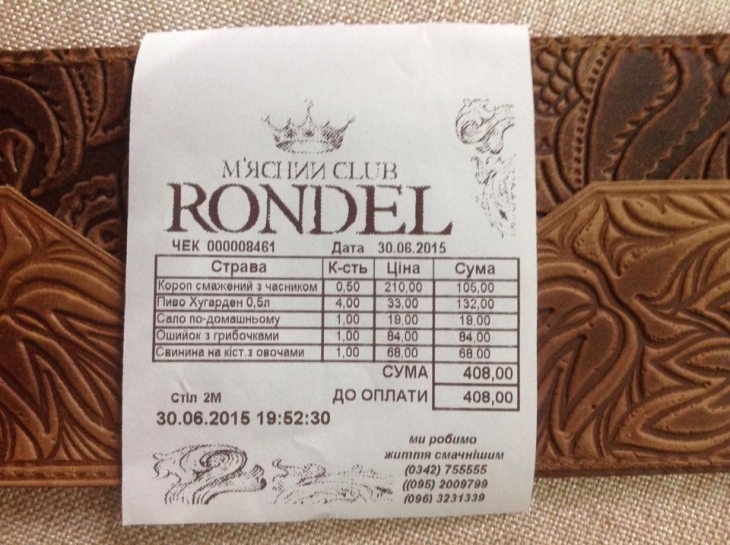 М'ЯСНИЙ CLUB
RONDEL
ЧЕК 000008461 Дата 30.06.2015
Страва К-сть Ціна Сума
Короп смажений з часником 0,50 210,00 105,00
Пиво Хугарден 0,5л 4,00 33,00 132,00
Сало по-домашньому 1,00 19,00 19,00
Ошийок з грибочками 1,00 84,00 84,00
Свинина на кіст.з овочами 1,00 68,00 68,00
СУМА 408,00
ДО ОПЛАТИ 408,00
Стіл 2М
30.06.2015 19:52:30
ми робимо
життя смачнішим
(0342) 755555
((095) 2009799
(096) 3231339